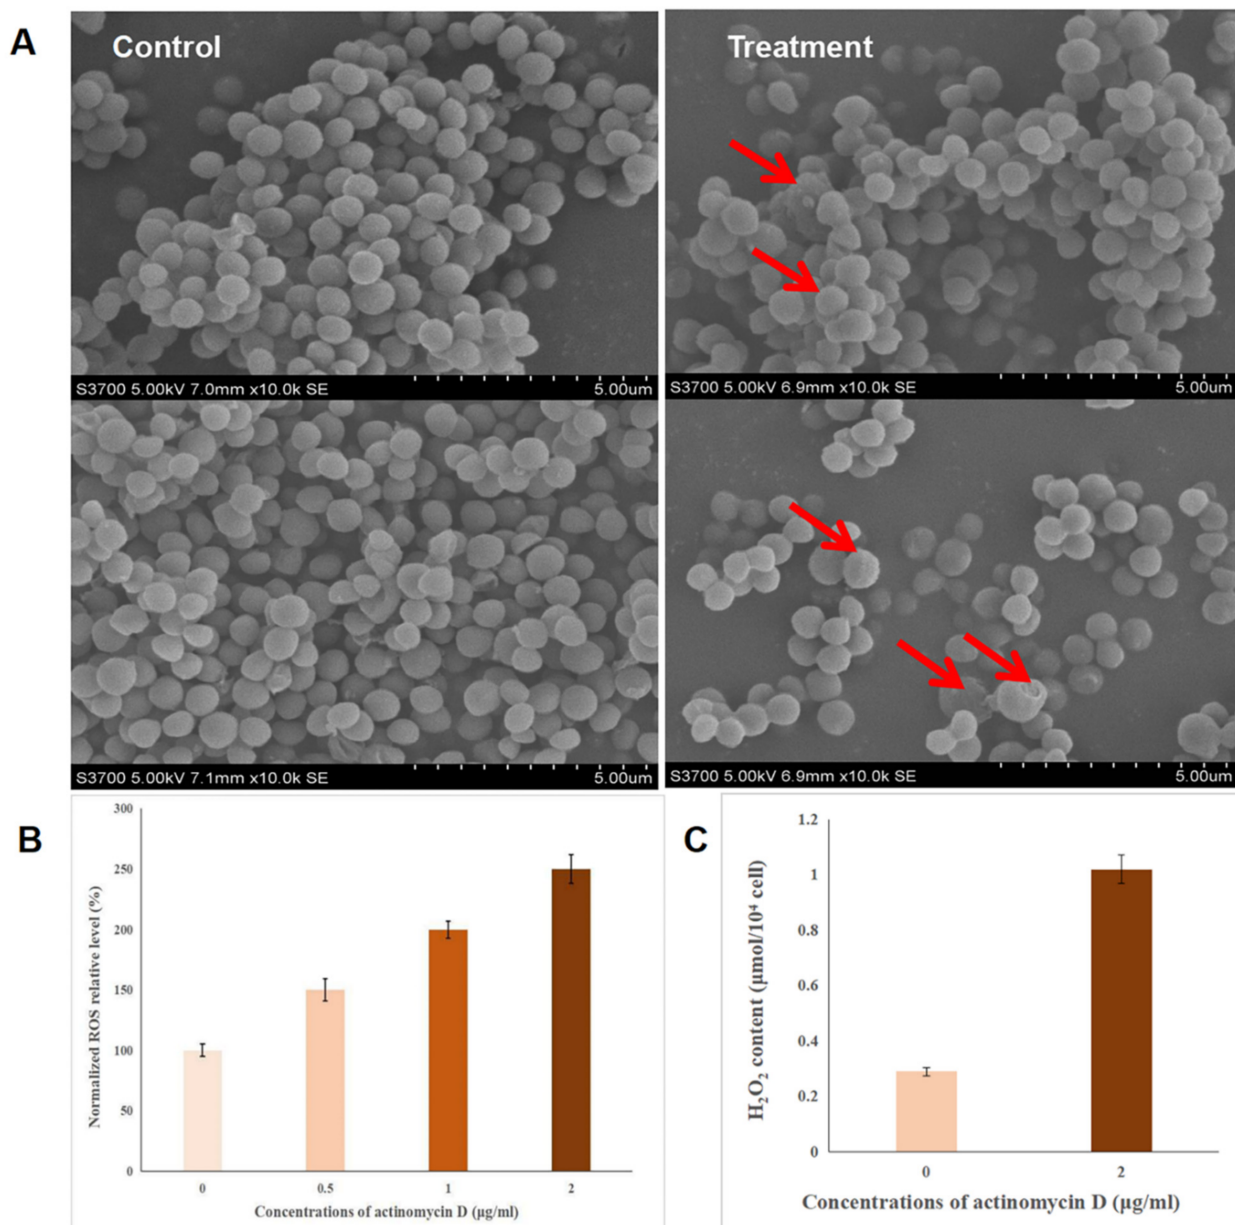 A
Control
Treatment
S3700 5.00kV 7.0mm x10.0k SE 5.00um
S3700 5.00kV 6.9mm x10.0k SE 5.00um
S3700 5.00kV 7.1mm x10.0k SE 5.00um
S3700 5.00kV 6.9mm x10.0k SE 5.00um
B
Normalized ROS relative level (%)
300
250
200
150
100
50
0
0 0.5 1 2
Concentrations of actinomycin D (µg/ml)
C
H₂O₂ content (µmol/10⁴ cell)
1.2
1
0.8
0.6
0.4
0.2
0
0 2
Concentrations of actinomycin D (µg/ml)